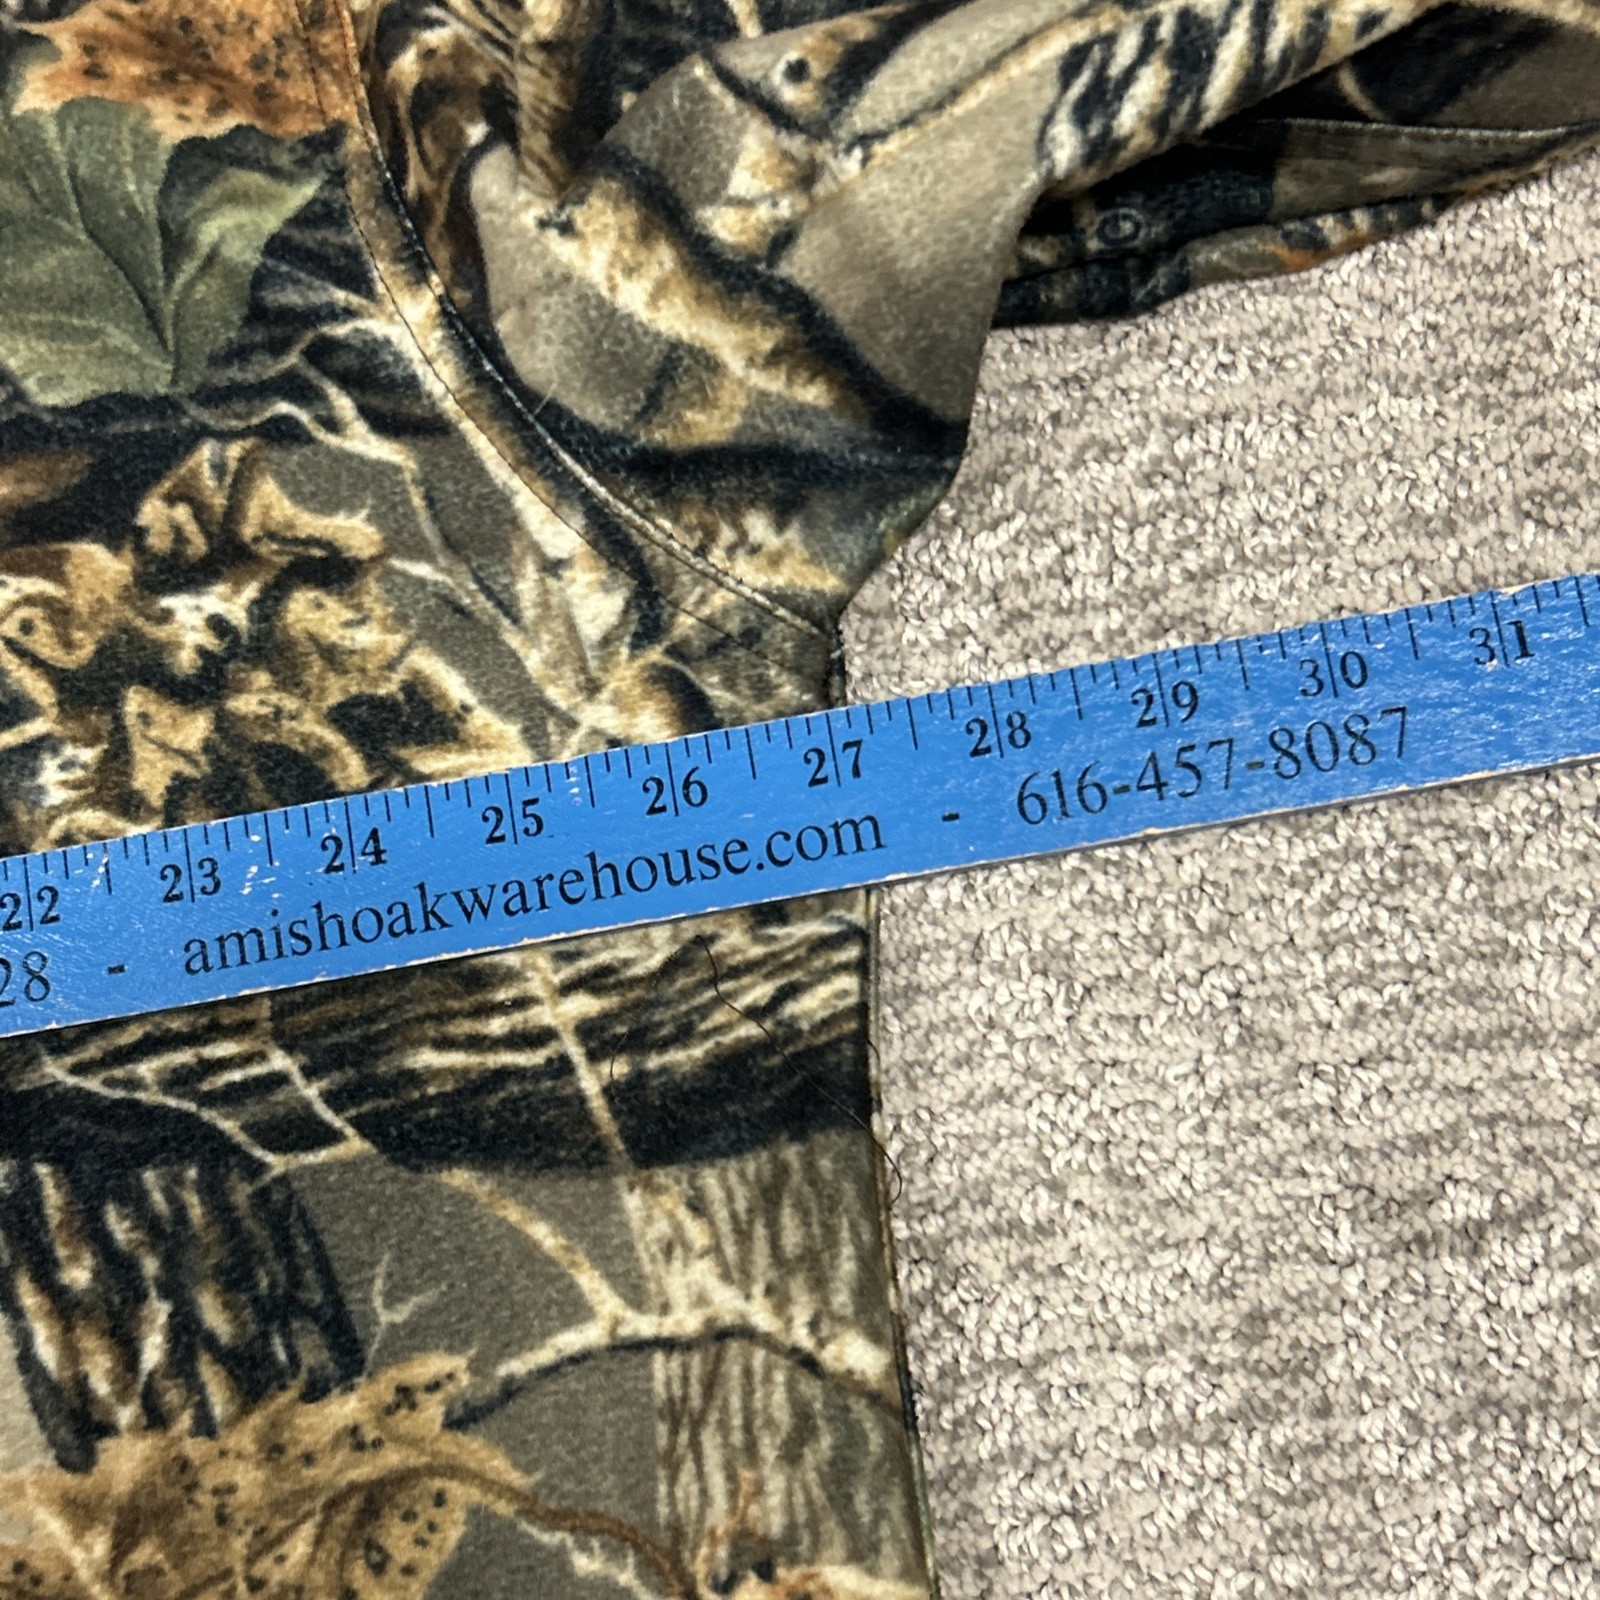 22 23 24 25 26 27 28 29 30 31
28 - amishoakwarehouse.com - 616-457-8087